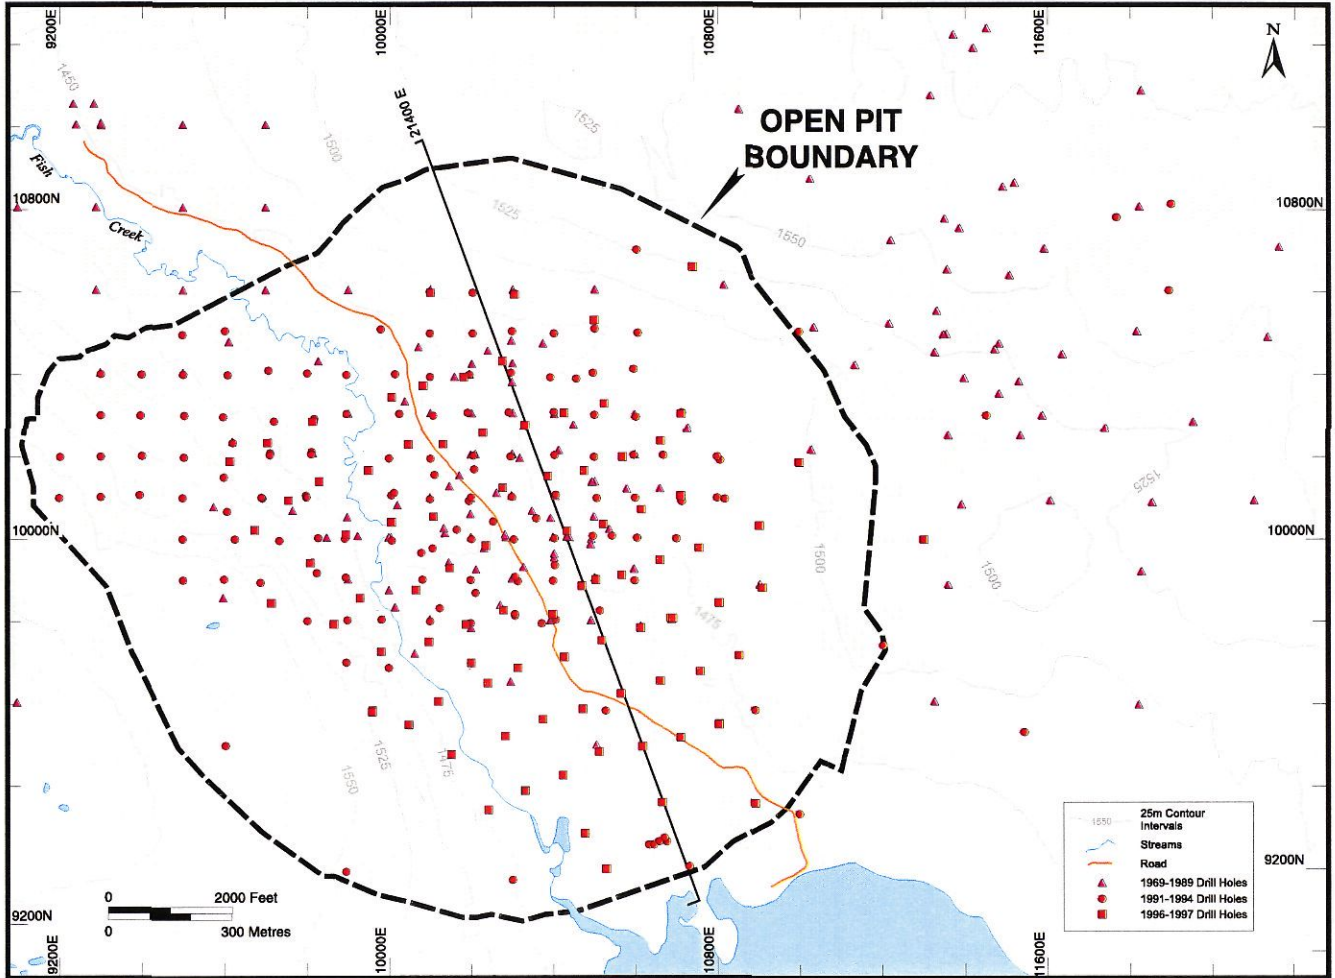 9200E
10000E
10800E
11600E
N
1450
21400 E
1525
OPEN PIT
BOUNDARY
1500
Fish
10800N
1525
10800N
Creek
1550
1525
10000N
10000N
1500
1500
1475
1525
1475
1550
1550
25m Contour
Intervals
Streams
Road
9200N
0
2000 Feet
1969-1989 Drill Holes
1991-1994 Drill Holes
9200N
1996-1997 Drill Holes
0
300 Metres
9200E
10000E
10800E
11600E